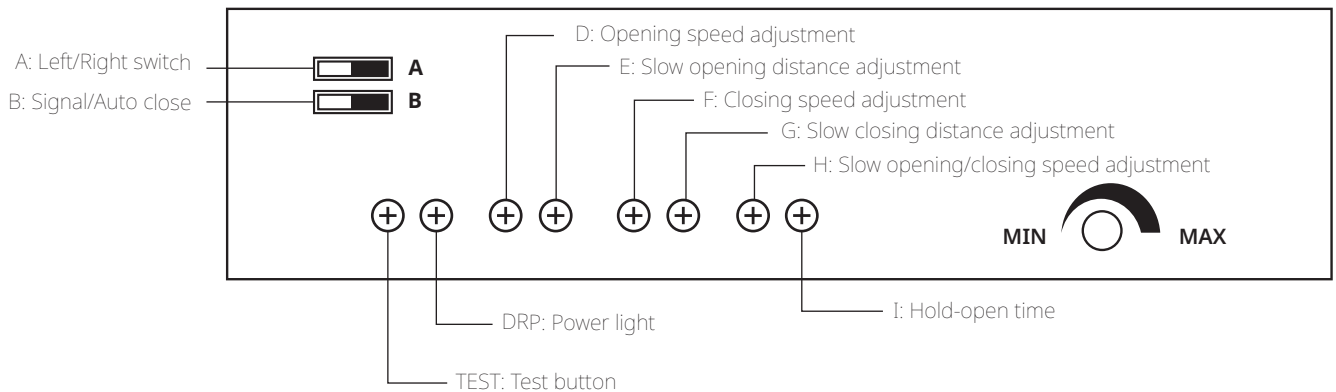 D: Opening speed adjustment
A: Left/Right switch
A
E: Slow opening distance adjustment
B: Signal/Auto close
B
F: Closing speed adjustment
G: Slow closing distance adjustment
H: Slow opening/closing speed adjustment
MIN
MAX
I: Hold-open time
DRP: Power light
TEST: Test button